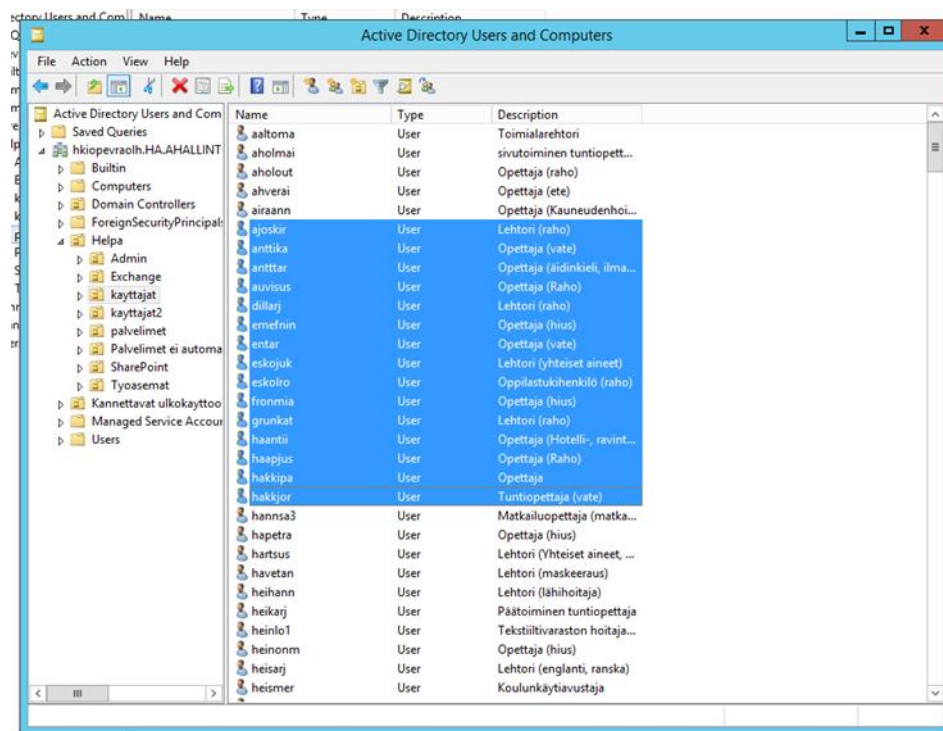 ectory Users and Com Name Type Description
Active Directory Users and Computers
File Action View Help
Active Directory Users and Com
Saved Queries
hkiopevraolh.HA.AHALLINT
Builtin
Computers
Domain Controllers
ForeignSecurityPrincipals
Helpa
Admin
Exchange
kayttajat
kayttajat2
palvelimet
Palvelimet ei automa
SharePoint
Tyoasemat
Kannettavat ulkokayttoo
Managed Service Accour
Users
Name Type Description
aaltoma User Toimialarehtori
aholmai User sivutoiminen tuntiopett...
aholout User Opettaja (raho)
ahverai User Opettaja (ete)
airaann User Opettaja (Kauneudenhoi...
ajoskir User Lehtori (raho)
anttika User Opettaja (vate)
antttar User Opettaja (äidinkieli, ilma...
auvisus User Opettaja (Raho)
dillarj User Lehtori (raho)
emefnin User Opettaja (hius)
entar User Opettaja (vate)
eskojuk User Lehtori (yhteiset aineet)
eskolro User Oppilastukihenkilö (raho)
fronmia User Opettaja (hius)
grunkat User Lehtori (raho)
haantii User Opettaja (Hotelli-, ravint...
haapjus User Opettaja (Raho)
hakkipa User Opettaja
hakkjor User Tuntiopettaja (vate)
hannsa3 User Matkailuopettaja (matka...
hapetra User Opettaja (hius)
hartsus User Lehtori (Yhteiset aineet, ...
havetan User Lehtori (maskeeraus)
heihann User Lehtori (lähihoitaja)
heikarj User Päätoiminen tuntiopettaja
heinlo1 User Tekstiiltivaraston hoitaja...
heinonm User Opettaja (hius)
heisarj User Lehtori (englanti, ranska)
heismer User Koulunkäytiavustaja